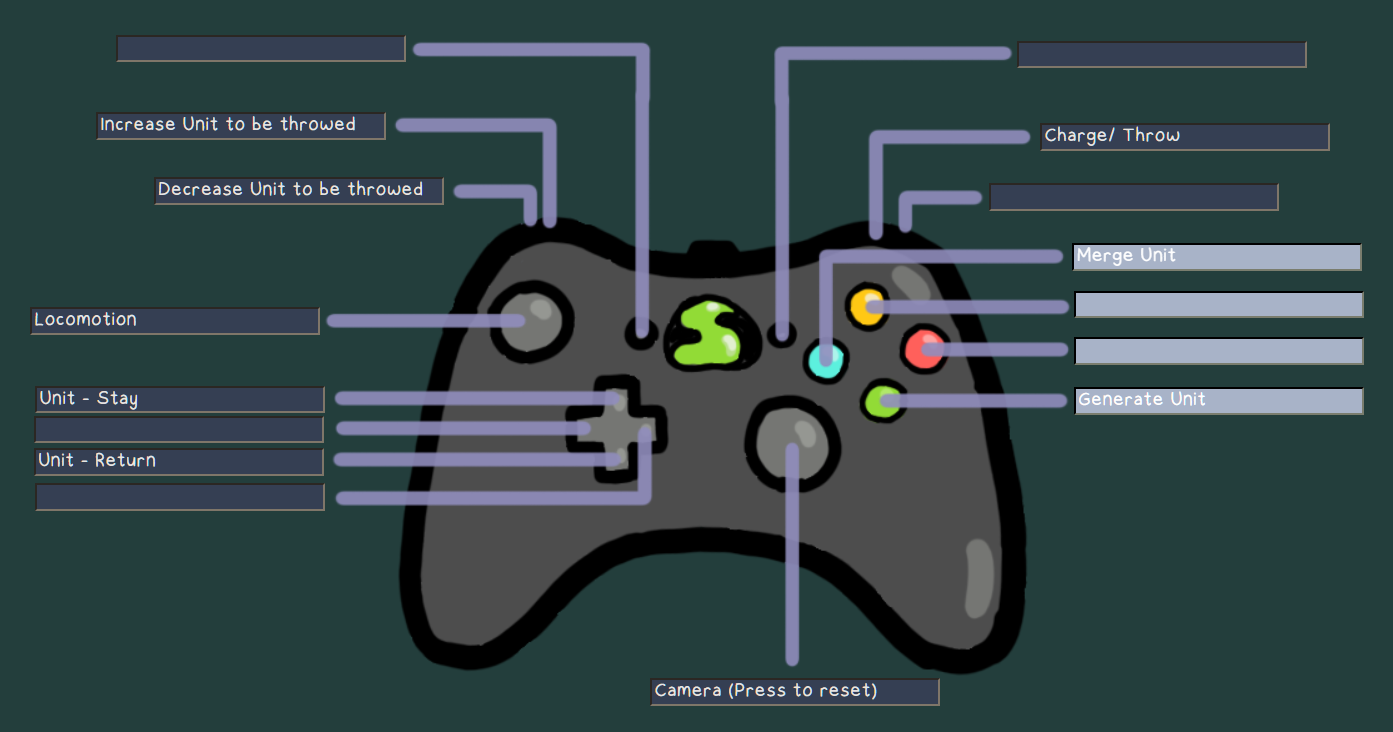 Increase Unit to be throwed
Charge/ Throw
Decrease Unit to be throwed
Merge Unit
Locomotion
Unit - Stay
Generate Unit
Unit - Return
Camera (Press to reset)